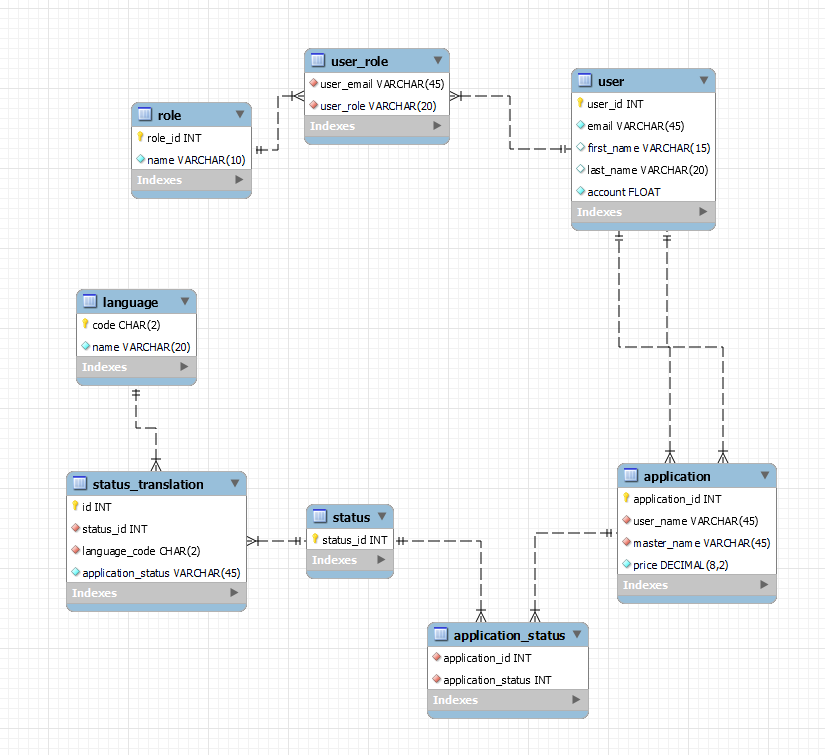 user_role
user_email VARCHAR(45)
user_role VARCHAR(20)
Indexes
user
user_id INT
email VARCHAR(45)
first_name VARCHAR(15)
last_name VARCHAR(20)
account FLOAT
Indexes
role
role_id INT
name VARCHAR(10)
Indexes
language
code CHAR(2)
name VARCHAR(20)
Indexes
status_translation
id INT
status_id INT
language_code CHAR(2)
application_status VARCHAR(45)
Indexes
status
status_id INT
Indexes
application
application_id INT
user_name VARCHAR(45)
master_name VARCHAR(45)
price DECIMAL(8,2)
Indexes
application_status
application_id INT
application_status INT
Indexes